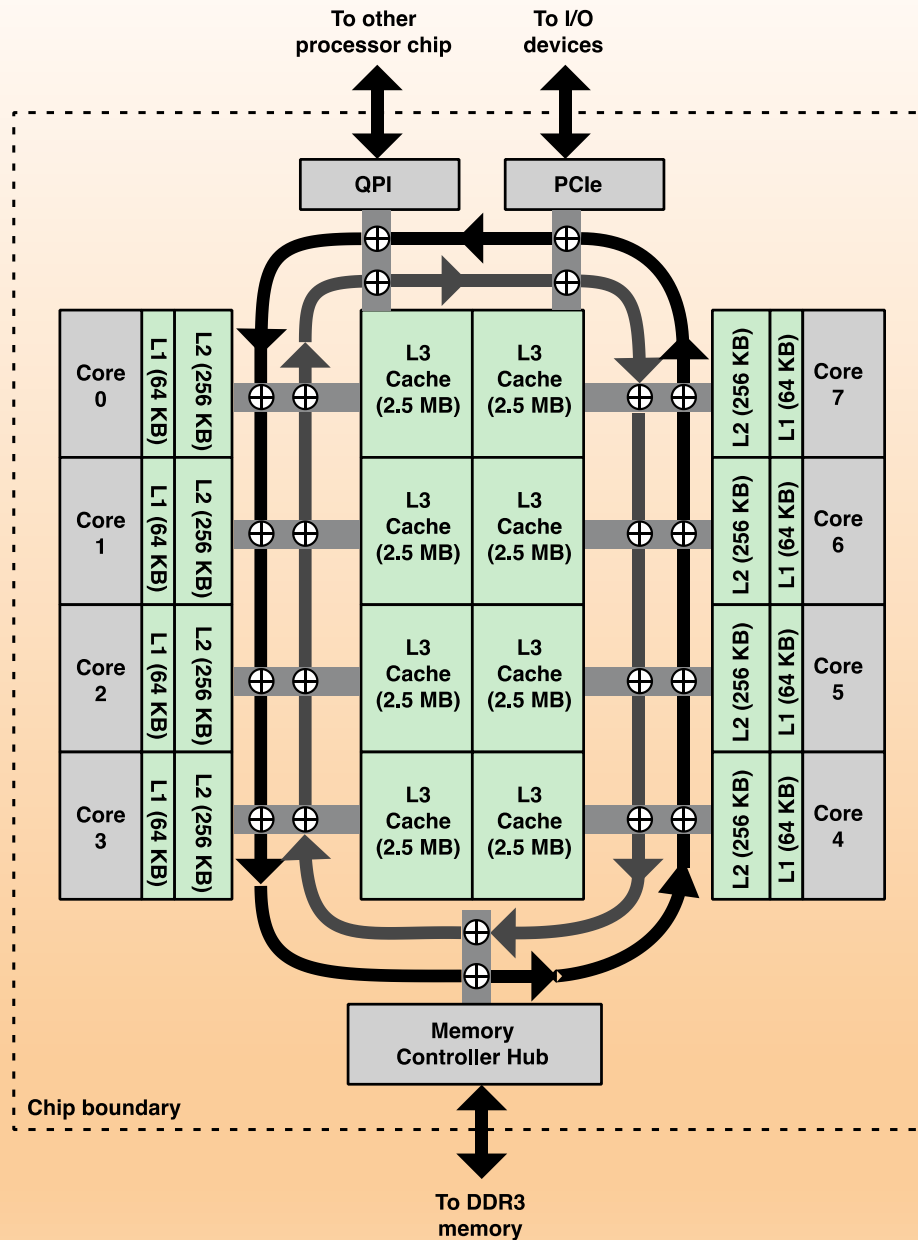 To other
processor chip
To I/O
devices
QPI
PCIe
Core
0
L1 (64 KB)
L2 (256 KB)
L3
Cache
(2.5 MB)
L3
Cache
(2.5 MB)
L2 (256 KB)
L1 (64 KB)
Core
7
Core
1
L1 (64 KB)
L2 (256 KB)
L3
Cache
(2.5 MB)
L3
Cache
(2.5 MB)
L2 (256 KB)
L1 (64 KB)
Core
6
Core
2
L1 (64 KB)
L2 (256 KB)
L3
Cache
(2.5 MB)
L3
Cache
(2.5 MB)
L2 (256 KB)
L1 (64 KB)
Core
5
Core
3
L1 (64 KB)
L2 (256 KB)
L3
Cache
(2.5 MB)
L3
Cache
(2.5 MB)
L2 (256 KB)
L1 (64 KB)
Core
4
Memory
Controller Hub
Chip boundary
To DDR3
memory